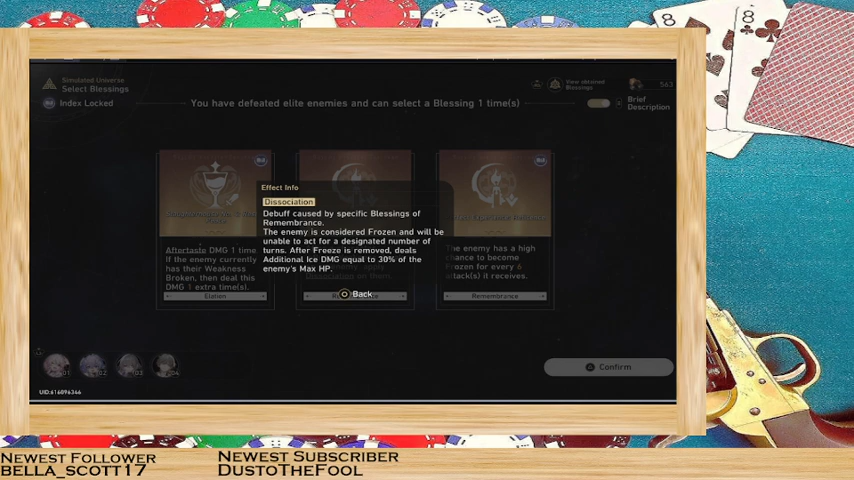 8
8
Simulated Universe
Select Blessings
Index Locked
You have defeated elite enemies and can select a Blessing 1 time(s)
View obtained
Blessings
563
Brief
Description
Effect Info
Dissociation
Debuff caused by specific Blessings of
Remembrance.
The enemy is considered Frozen and will be
unable to act for a designated number of
turns. After Freeze is removed, deals
Additional Ice DMG equal to 30% of the
enemy's Max HP.
Back
Aftertaste DMG 1 time
If the enemy currently
has their Weakness
Broken, then deal this
DMG 1 extra time(s).
Elation
The enemy has a high
chance to become
Frozen for every 6
attack(s) it receives.
Remembrance
Confirm
UID:616096346
Newest Follower
bella_scott17
Newest Subscriber
DustoTheFool